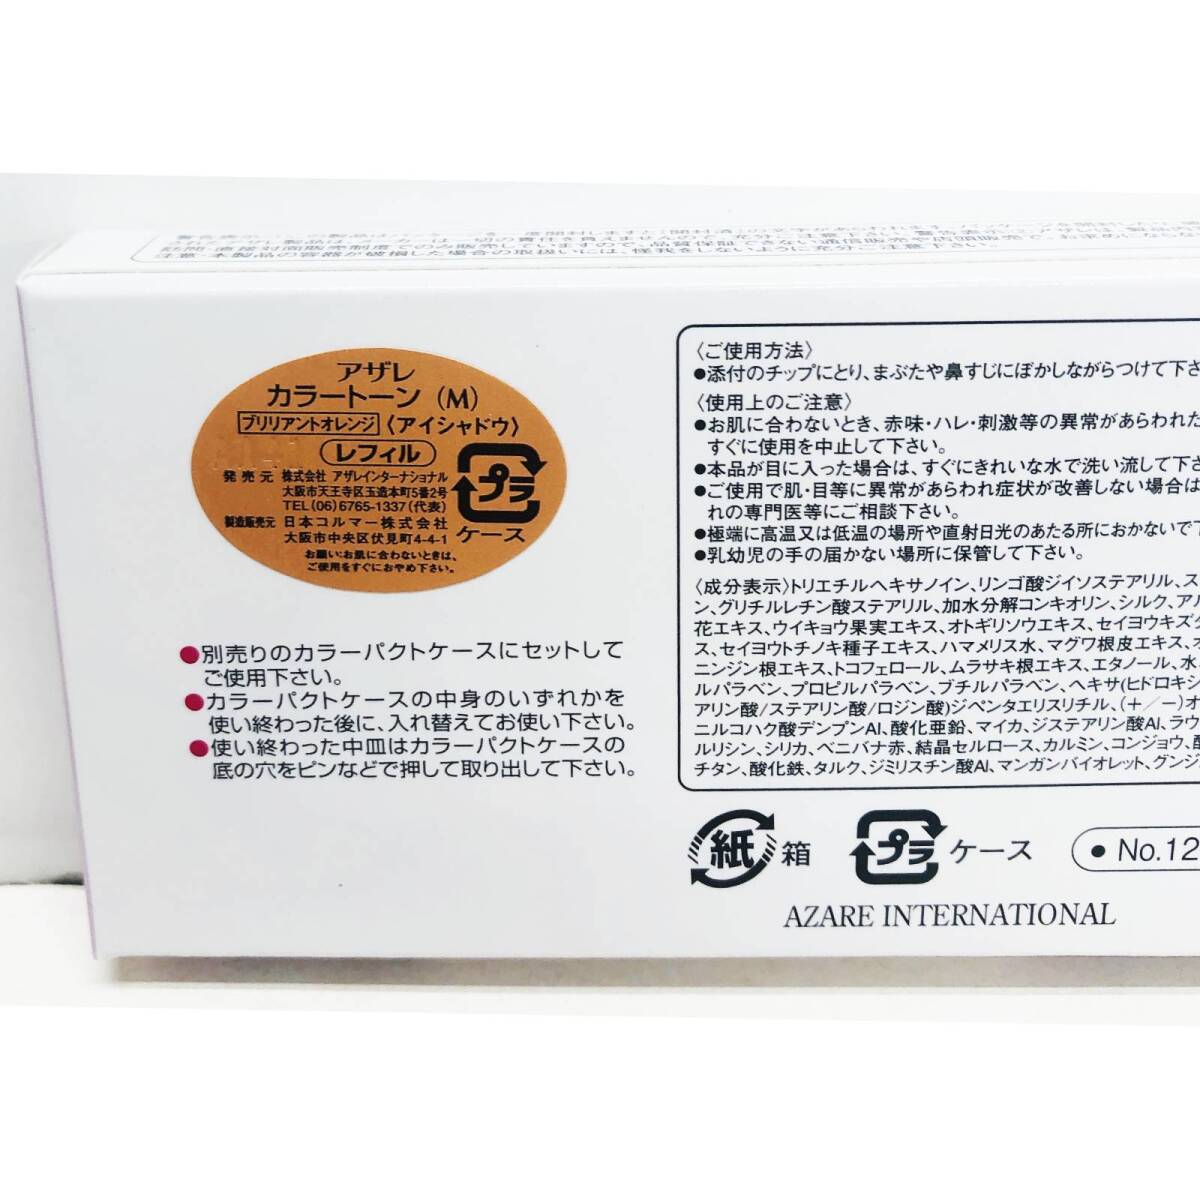 アザレ
カラートーン(M)
ブリリアントオレンジ〈アイシャドウ〉
レフィル
発売元 株式会社 アザレインターナショナル
大阪市天王寺区玉造本町5番2号
TEL(06)6765-1337(代表)
製造販売元 日本コルマー株式会社
大阪市中央区伏見町4-4-1
お願い:お肌に合わないときは、
ご使用をすぐにおやめ下さい。
プラ
ケース
●別売りのカラーパクトケースにセットして
ご使用下さい。
●カラーパクトケースの中身のいずれかを
使い終わった後に、入れ替えてお使い下さい。
●使い終わった中皿はカラーパクトケースの
底の穴をピンなどで押して取り出して下さい。
〈ご使用方法〉
●添付のチップにとり、まぶたや鼻すじにぼかしながらつけて下さ
〈使用上のご注意〉
●お肌に合わないとき、赤味・ハレ・刺激等の異常があらわれた
すぐに使用を中止して下さい。
●本品が目に入った場合は、すぐにきれいな水で洗い流して下さ
●ご使用で肌・目等に異常があらわれ症状が改善しない場合は
れの専門医等にご相談下さい。
●極端に高温又は低温の場所や直射日光のあたる所におかないで下
●乳幼児の手の届かない場所に保管して下さい。
〈成分表示〉トリエチルヘキサノイン、リンゴ酸ジイソステアリル、ス
ン、グリチルレチン酸ステアリル、加水分解コンキオリン、シルク、アル
花エキス、ウイキョウ果実エキス、オトギリソウエキス、セイヨウキズタ
ス、セイヨウトチノキ種子エキス、ハマメリス水、マグワ根皮エキス、オ
ニンジン根エキス、トコフェロール、ムラサキ根エキス、エタノール、水
ルパラベン、プロピルパラベン、ブチルパラベン、ヘキサ(ヒドロキシ
アリン酸/ステアリン酸/ロジン酸)ジペンタエリスリチル、(+/-)オ
ニルコハク酸デンプンAl、酸化亜鉛、マイカ、ジステアリン酸Al、ラウ
ルリシン、シリカ、ベニバナ赤、結晶セルロース、カルミン、コンジョウ、酸
チタン、酸化鉄、タルク、ジミリスチン酸Al、マンガンバイオレット、グンジ
紙 箱 プラ ケース ●No.12
AZARE INTERNATIONAL